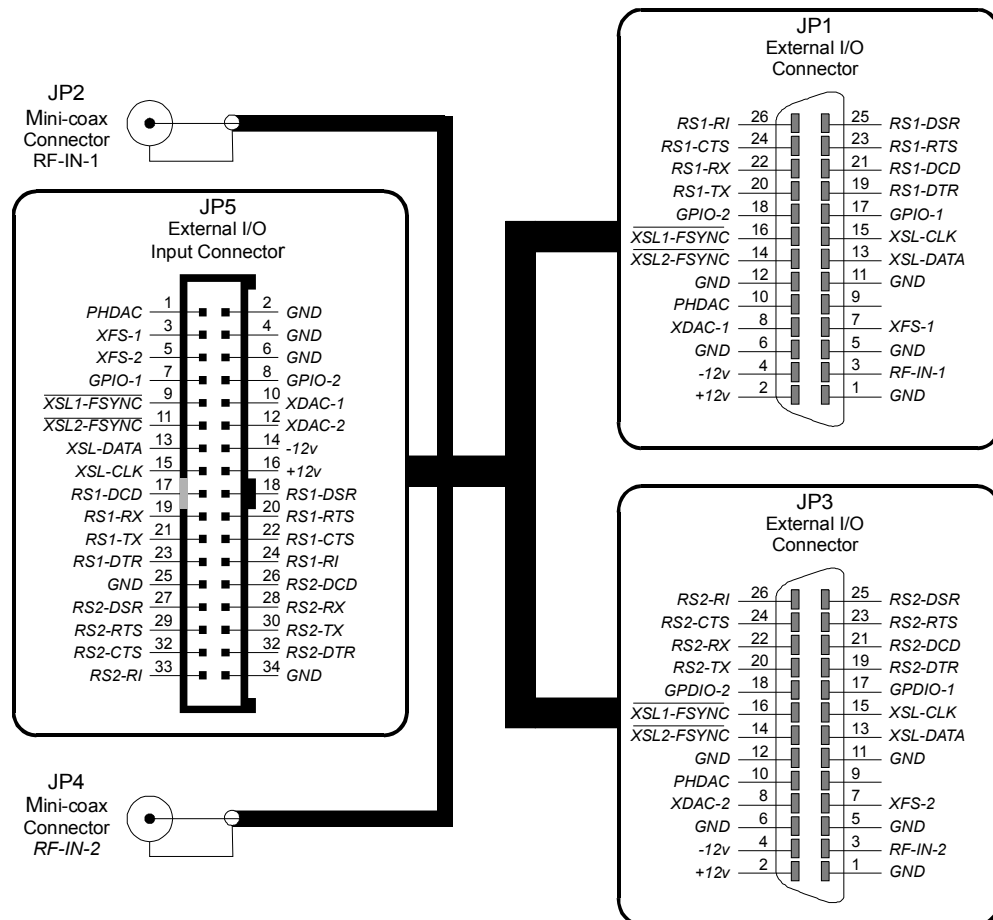 JP2
Mini-coax
Connector
RF-IN-1
JP5
External I/O
Input Connector
PHDAC 1 2 GND
XFS-1 3 4 GND
XFS-2 5 6 GND
GPIO-1 7 8 GPIO-2
XSL1-FSYNC 9 10 XDAC-1
XSL2-FSYNC 11 12 XDAC-2
XSL-DATA 13 14 -12v
XSL-CLK 15 16 +12v
RS1-DCD 17 18 RS1-DSR
RS1-RX 19 20 RS1-RTS
RS1-TX 21 22 RS1-CTS
RS1-DTR 23 24 RS1-RI
GND 25 26 RS2-DCD
RS2-DSR 27 28 RS2-RX
RS2-RTS 29 30 RS2-TX
RS2-CTS 32 32 RS2-DTR
RS2-RI 33 34 GND
JP4
Mini-coax
Connector
RF-IN-2
JP1
External I/O
Connector
RS1-RI 26 25 RS1-DSR
RS1-CTS 24 23 RS1-RTS
RS1-RX 22 21 RS1-DCD
RS1-TX 20 19 RS1-DTR
GPIO-2 18 17 GPIO-1
XSL1-FSYNC 16 15 XSL-CLK
XSL2-FSYNC 14 13 XSL-DATA
GND 12 11 GND
PHDAC 10 9
XDAC-1 8 7 XFS-1
GND 6 5 GND
-12v 4 3 RF-IN-1
+12v 2 1 GND
JP3
External I/O
Connector
RS2-RI 26 25 RS2-DSR
RS2-CTS 24 23 RS2-RTS
RS2-RX 22 21 RS2-DCD
RS2-TX 20 19 RS2-DTR
GPDIO-2 18 17 GPDIO-1
XSL1-FSYNC 16 15 XSL-CLK
XSL2-FSYNC 14 13 XSL-DATA
GND 12 11 GND
PHDAC 10 9
XDAC-2 8 7 XFS-2
GND 6 5 GND
-12v 4 3 RF-IN-2
+12v 2 1 GND